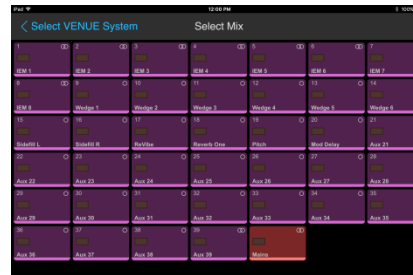 iPad 12:00 PM 100%
Select VENUE System Select Mix
1 2 3 4 5 6 7
IEM 1 IEM 2 IEM 3 IEM 4 IEM 5 IEM 6 IEM 7
8 9 10 11 12 13 14
IEM 8 Wedge 1 Wedge 2 Wedge 3 Wedge 4 Wedge 5 Wedge 6
15 16 17 18 19 20 21
Sidefill L Sidefill R ReVibe Reverb One Pitch Mod Delay Aux 21
22 23 24 25 26 27 28
Aux 22 Aux 23 Aux 24 Aux 25 Aux 26 Aux 27 Aux 28
29 30 31 32 33 34 35
Aux 29 Aux 30 Aux 31 Aux 32 Aux 33 Aux 34 Aux 35
36 37 38 39
Aux 36 Aux 37 Aux 38 Aux 39 Mains